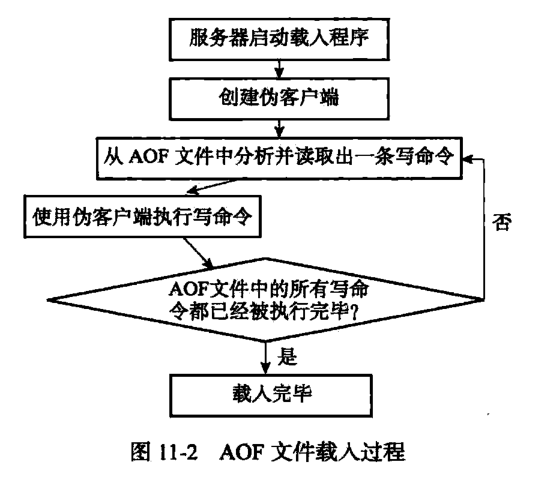 服务器启动载入程序
创建伪客户端
从 AOF 文件中分析并读取出一条写命令
使用伪客户端执行写命令
否
AOF文件中的所有写命
令都已经被执行完毕？
是
载入完毕
图 11-2 AOF 文件载入过程